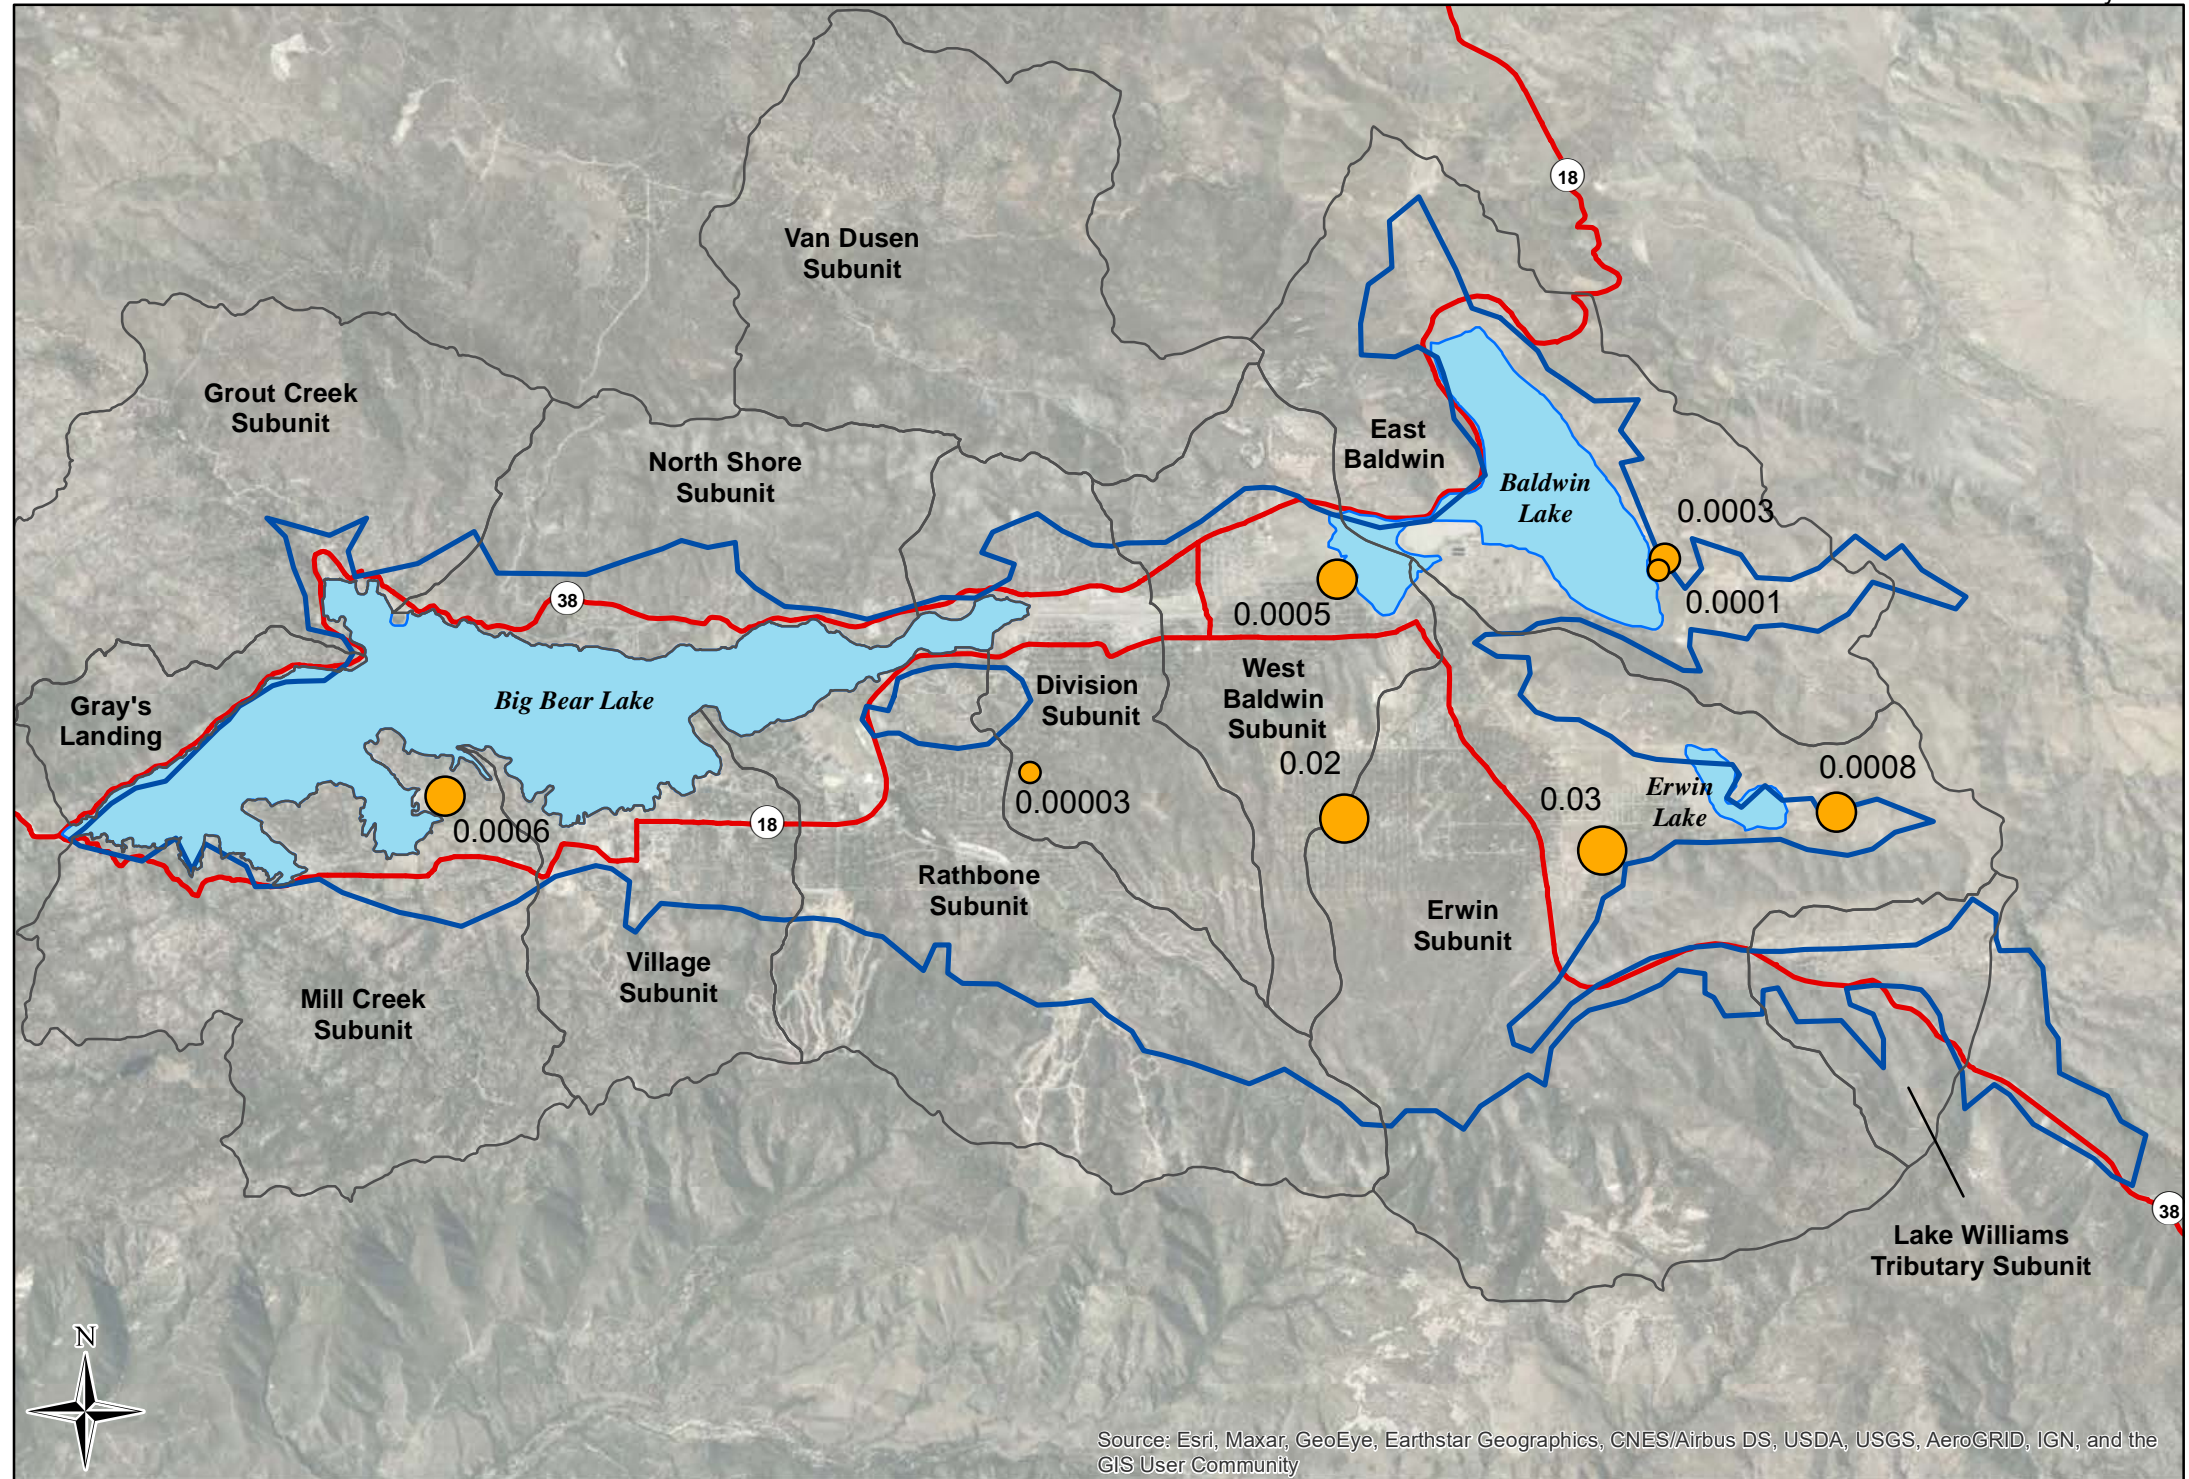 18
Van Dusen
Subunit
Grout Creek
Subunit
North Shore
Subunit
East
Baldwin
Baldwin
Lake
0.0003
0.0001
38
0.0005
Gray's
Landing
Big Bear Lake
Division
Subunit
West
Baldwin
Subunit
0.02
0.0008
Erwin
Lake
0.03
0.00003
0.0006
18
Rathbone
Subunit
Erwin
Subunit
Village
Subunit
Mill Creek
Subunit
38
Lake Williams
Tributary Subunit
N
Source: Esri, Maxar, GeoEye, Earthstar Geographics, CNES/Airbus DS, USDA, USGS, AeroGRID, IGN, and the
GIS User Community